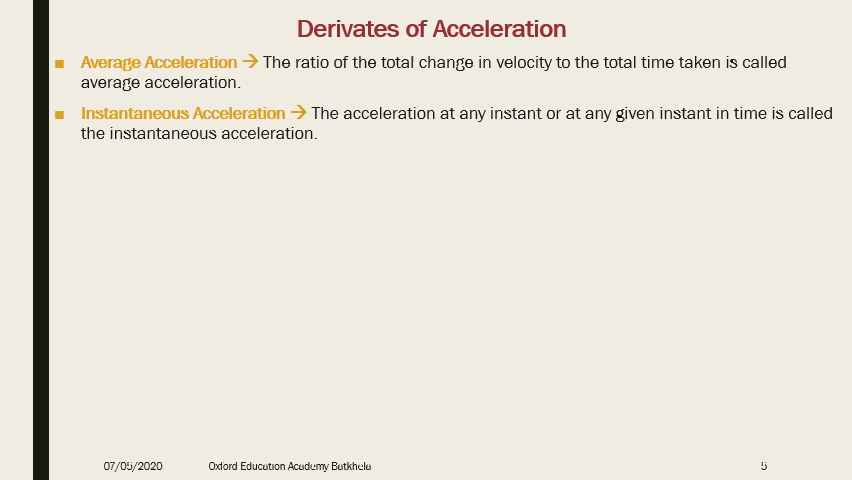 Derivates of Acceleration
■ Average Acceleration → The ratio of the total change in velocity to the total time taken is called
average acceleration.
■ Instantaneous Acceleration → The acceleration at any instant or at any given instant in time is called
the instantaneous acceleration.
07/05/2020 Oxford Education Academy Batkhela 5